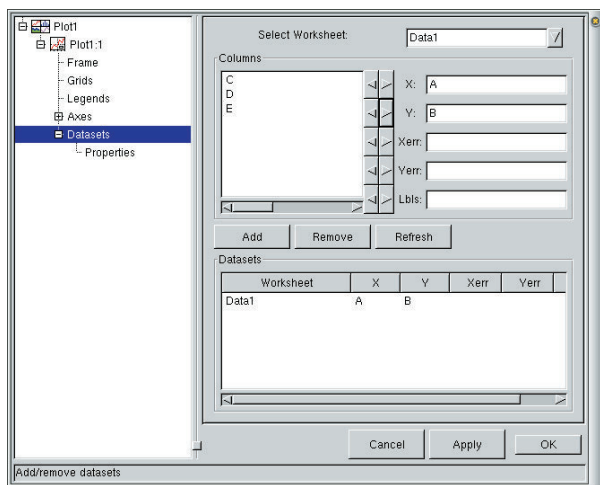 Plot1
Plot1:1
Frame
Grids
Legends
Axes
Datasets
Properties
Select Worksheet: Data1
Columns
C
D
E
X: A
Y: B
Xerr:
Yerr:
Lbls:
Add Remove Refresh
Datasets
Worksheet X Y Xerr Yerr
Data1 A B
Cancel Apply OK
Add/remove datasets